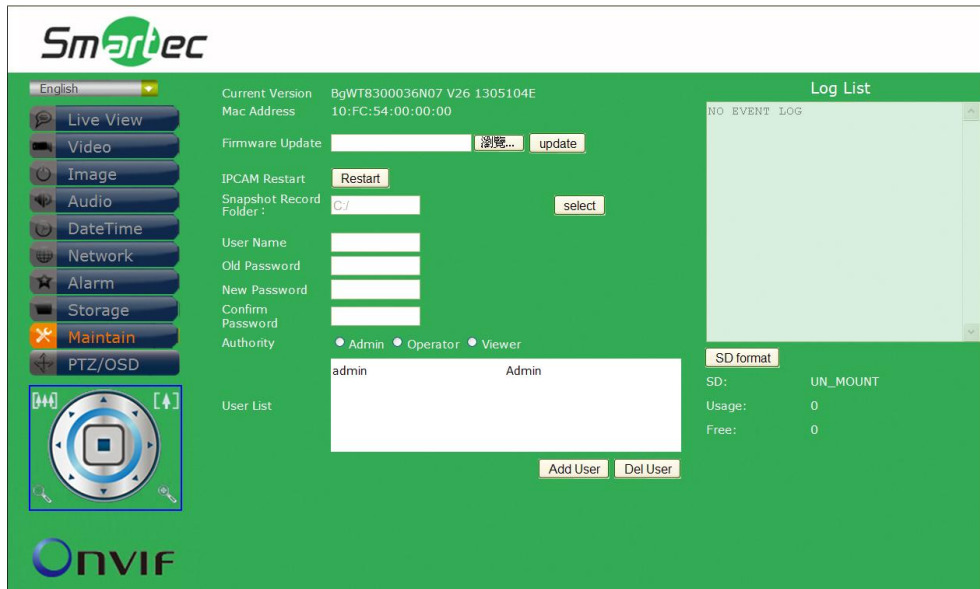 Smartec
English
Live View
Video
Image
Audio
DateTime
Network
Alarm
Storage
Maintain
PTZ/OSD
ONVIF
Current Version BgWT8300036N07 V26 1305104E
Mac Address 10:FC:54:00:00:00
Firmware Update 瀏覽... update
IPCAM Restart Restart
Snapshot Record
Folder： C:/ select
User Name
Old Password
New Password
Confirm
Password
Authority Admin Operator Viewer
admin Admin
User List
Add User Del User
Log List
NO EVENT LOG
SD format
SD: UN_MOUNT
Usage: 0
Free: 0